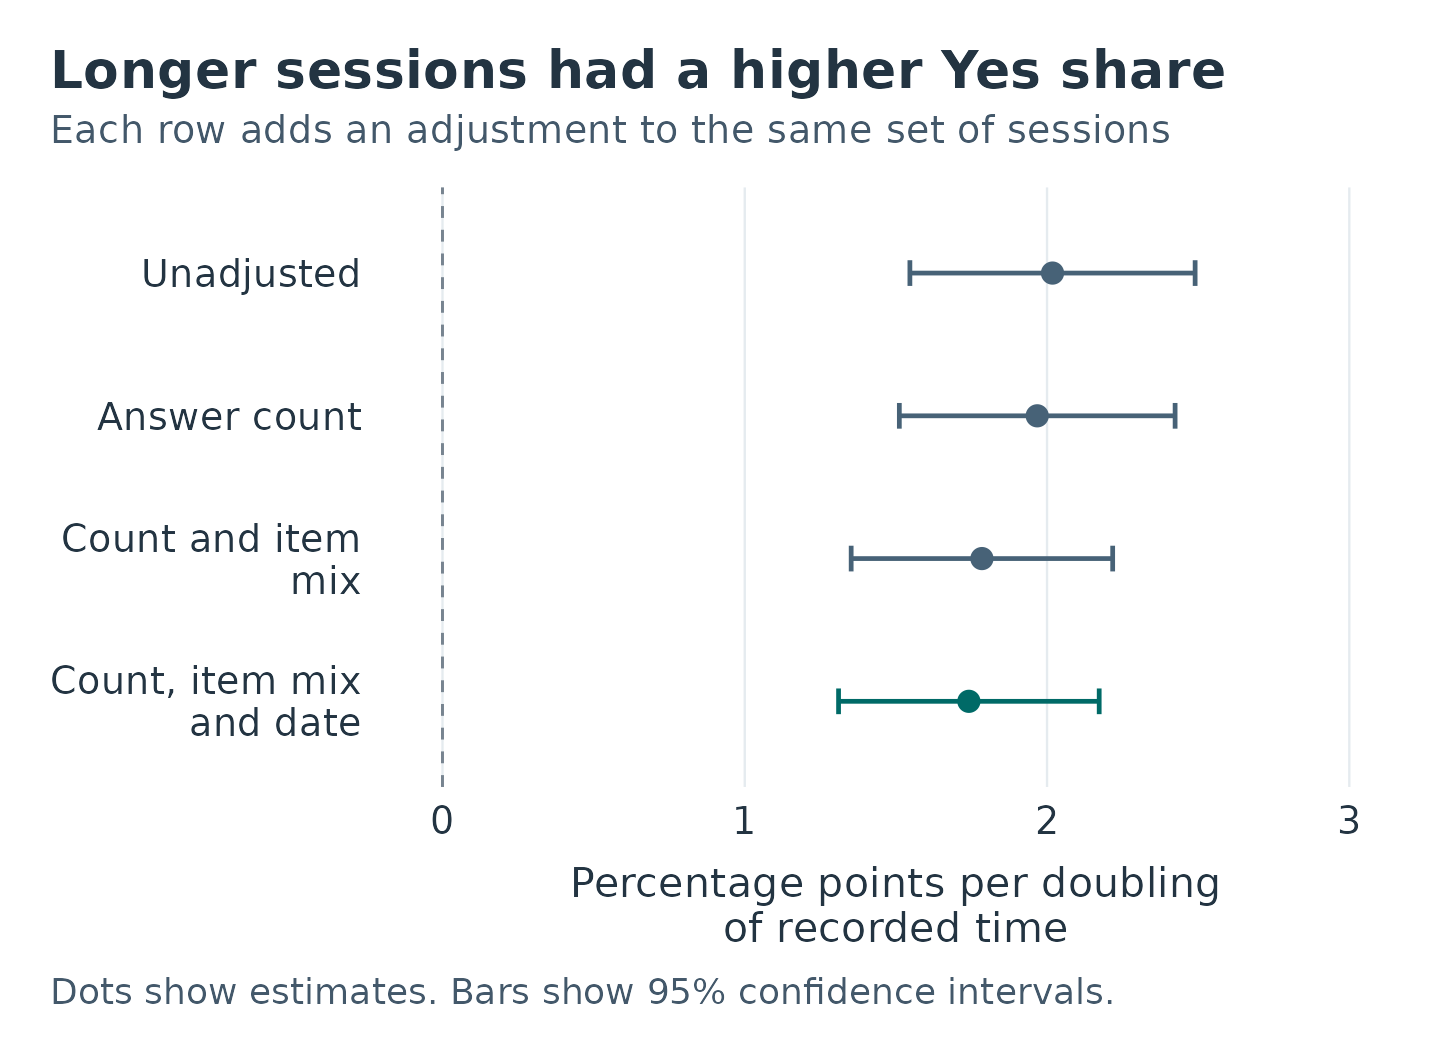 Longer sessions had a higher Yes share
Each row adds an adjustment to the same set of sessions
Unadjusted
Answer count
Count and item
mix
Count, item mix
and date
0 1 2 3
Percentage points per doubling
of recorded time
Dots show estimates. Bars show 95% confidence intervals.